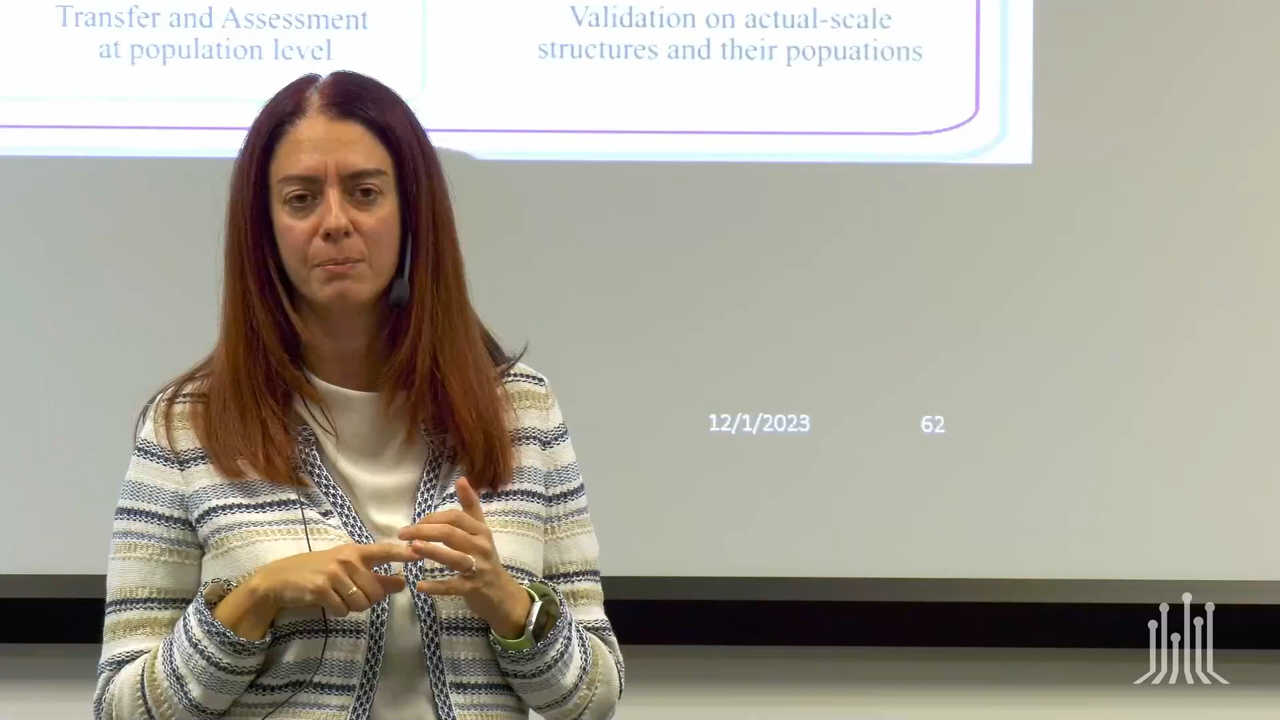 Transfer and Assessment
at population level
Validation on actual-scale
structures and their popuations
12/1/2023
62